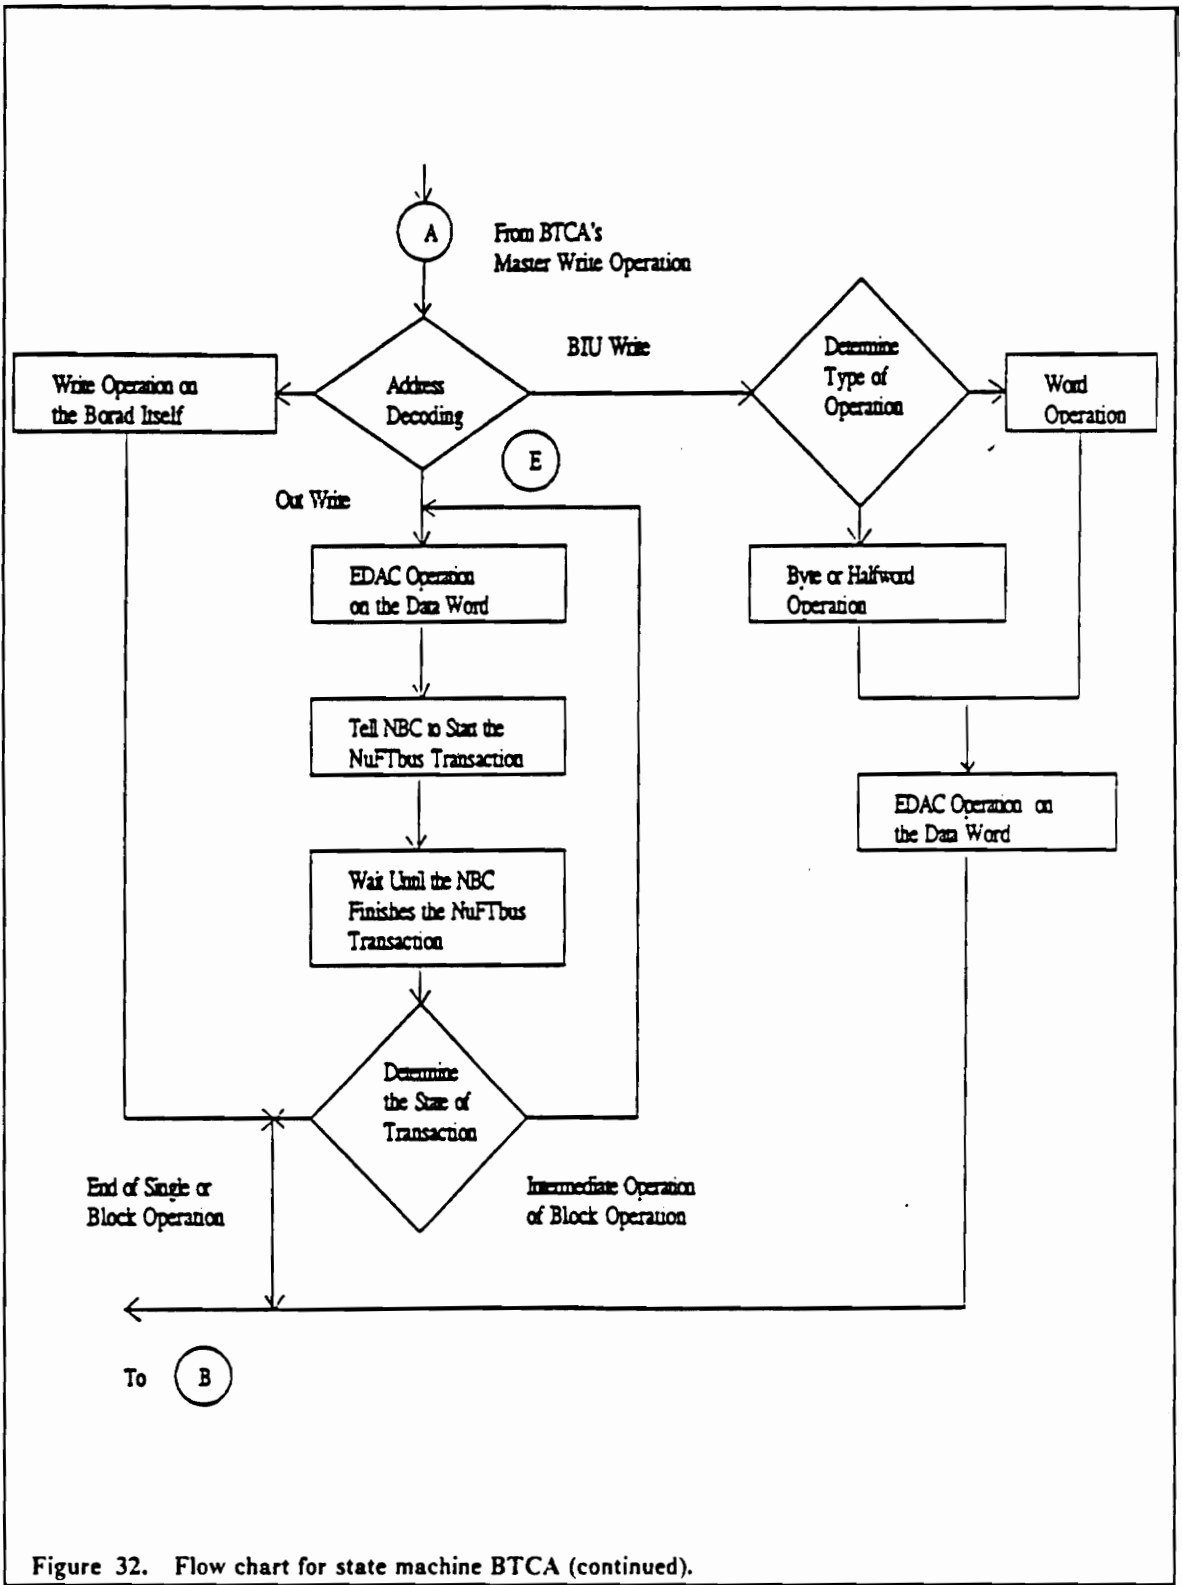 A
From BTCA's
Master Write Operation
Write Operation on
the Borad Itself
Address
Decoding
BIU Write
Determine
Type of
Operation
Word
Operation
E
Out Write
EDAC Operation
on the Data Word
Byte or Halfword
Operation
Tell NBC to Start the
NuFTbus Transaction
EDAC Operation on
the Data Word
Wait Until the NBC
Finishes the NuFTbus
Transaction
Determine
the State of
Transaction
End of Single or
Block Operation
Intermediate Operation
of Block Operation
To B
Figure 32. Flow chart for state machine BTCA (continued).